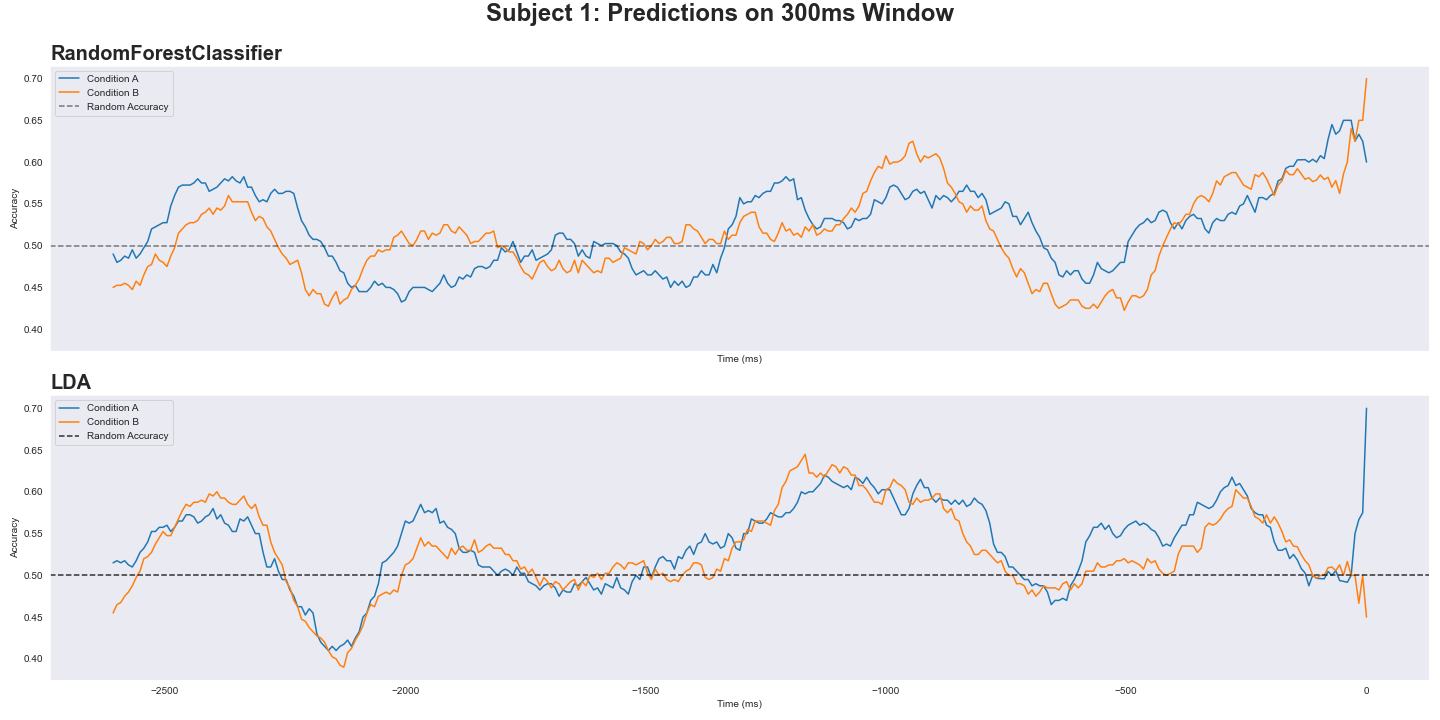 Subject 1: Predictions on 300ms Window
RandomForestClassifier
Condition A
Condition B
Random Accuracy
0.70
0.65
0.60
0.55
0.50
0.45
0.40
Accuracy
Time (ms)
LDA
Condition A
Condition B
Random Accuracy
0.70
0.65
0.60
0.55
0.50
0.45
0.40
Accuracy
−2500 −2000 −1500 −1000 −500 0
Time (ms)